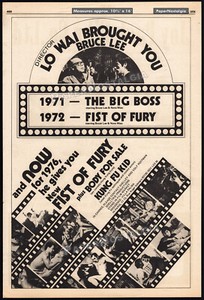 Measures approx. 10½" x 16"
PaperNostalgia
DIRECTOR
LO WAI BROUGHT YOU
BRUCE LEE
1971 — THE BIG BOSS
1972 — FIST OF FURY
and NOW
for 1976,
he gives you
New
FIST OF FURY
plus BODY FOR SALE
KUNG FU KID